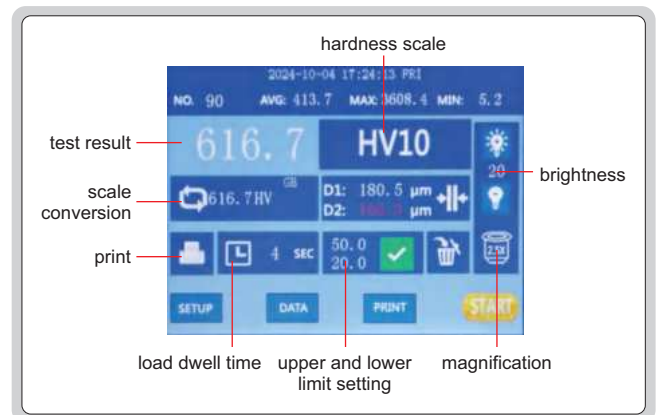 hardness scale
2024-10-04 17:24:13 FRI
NO. 90 AVG: 413.7 MAX: 3608.4 MIN: 5.2
test result
616.7
HV10
20
brightness
scale conversion
616.7HV
GB
D1: 180.5 µm
D2: µm
print
4 SEC
50.0
20.0
2.5X
SETUP
DATA
PRINT
START
load dwell time
upper and lower
limit setting
magnification